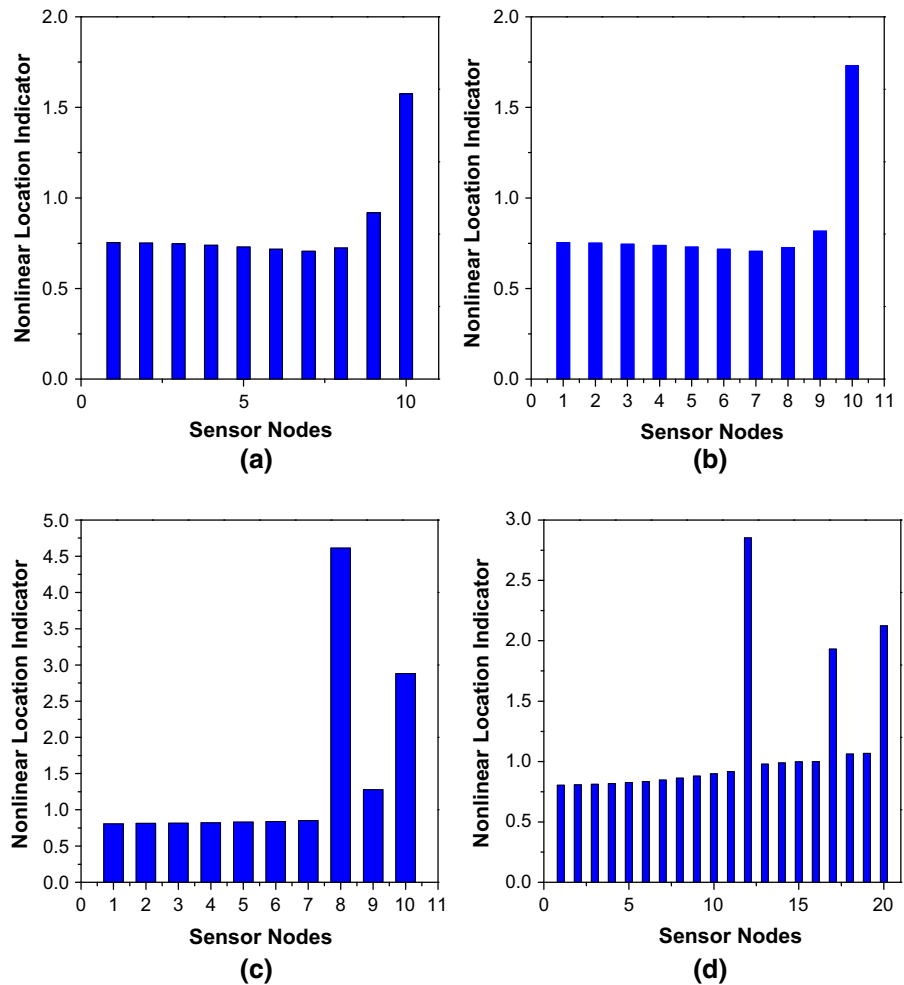 Nonlinear Location Indicator
2.0
1.5
1.0
0.5
0.0
0 5 10
Sensor Nodes
(a)
Nonlinear Location Indicator
2.0
1.5
1.0
0.5
0.0
0 1 2 3 4 5 6 7 8 9 10 11
Sensor Nodes
(b)
Nonlinear Location Indicator
5.0
4.5
4.0
3.5
3.0
2.5
2.0
1.5
1.0
0.5
0.0
0 1 2 3 4 5 6 7 8 9 10 11
Sensor Nodes
(c)
Nonlinear Location Indicator
3.0
2.5
2.0
1.5
1.0
0.5
0.0
0 5 10 15 20
Sensor Nodes
(d)